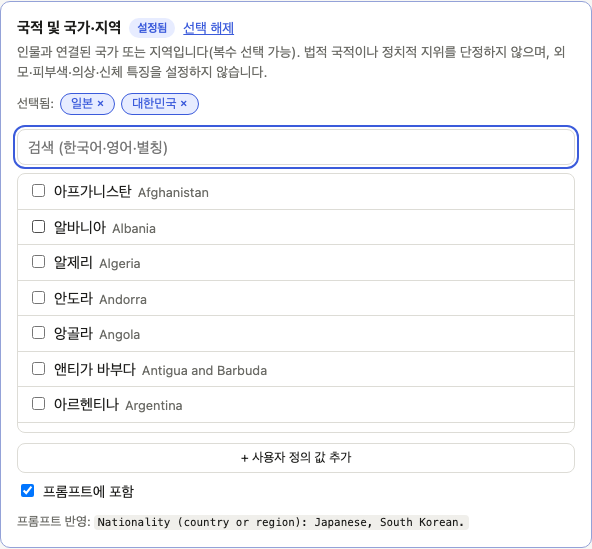 국적 및 국가·지역 설정됨 선택 해제
인물과 연결된 국가 또는 지역입니다(복수 선택 가능). 법적 국적이나 정치적 지위를 단정하지 않으며, 외
모·피부색·의상·신체 특징을 설정하지 않습니다.
선택됨: 일본 × 대한민국 ×
검색 (한국어·영어·별칭)
아프가니스탄 Afghanistan
알바니아 Albania
알제리 Algeria
안도라 Andorra
앙골라 Angola
앤티가 바부다 Antigua and Barbuda
아르헨티나 Argentina
+ 사용자 정의 값 추가
프롬프트에 포함
프롬프트 반영: Nationality (country or region): Japanese, South Korean.